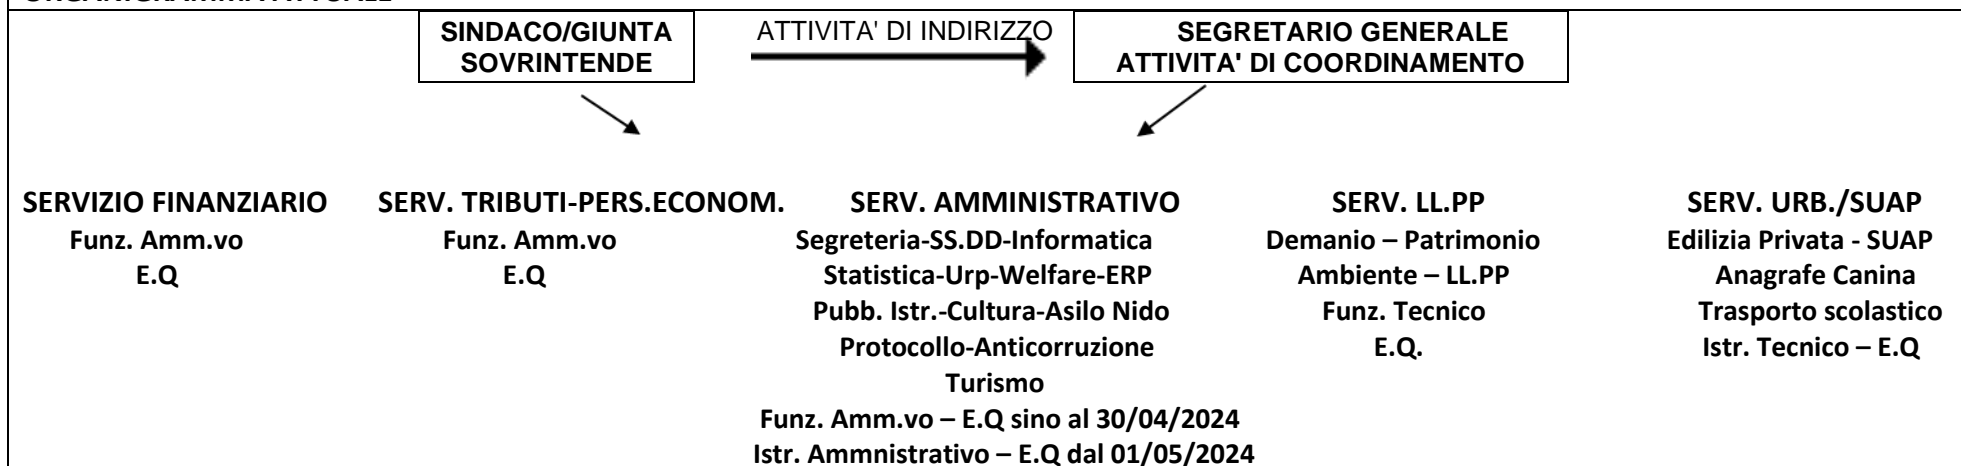 ORGANIGRAMMA ATTUALE
SINDACO/GIUNTA
SOVRINTENDE
ATTIVITA' DI INDIRIZZO
SEGRETARIO GENERALE
ATTIVITA' DI COORDINAMENTO
SERVIZIO FINANZIARIO
Funz. Amm.vo
E.Q
SERV. TRIBUTI-PERS.ECONOM.
Funz. Amm.vo
E.Q
SERV. AMMINISTRATIVO
Segreteria-SS.DD-Informatica
Statistica-Urp-Welfare-ERP
Pubb. Istr.-Cultura-Asilo Nido
Protocollo-Anticorruzione
Turismo
Funz. Amm.vo – E.Q sino al 30/04/2024
Istr. Ammnistrativo – E.Q dal 01/05/2024
SERV. LL.PP
Demanio – Patrimonio
Ambiente – LL.PP
Funz. Tecnico
E.Q.
SERV. URB./SUAP
Edilizia Privata - SUAP
Anagrafe Canina
Trasporto scolastico
Istr. Tecnico – E.Q